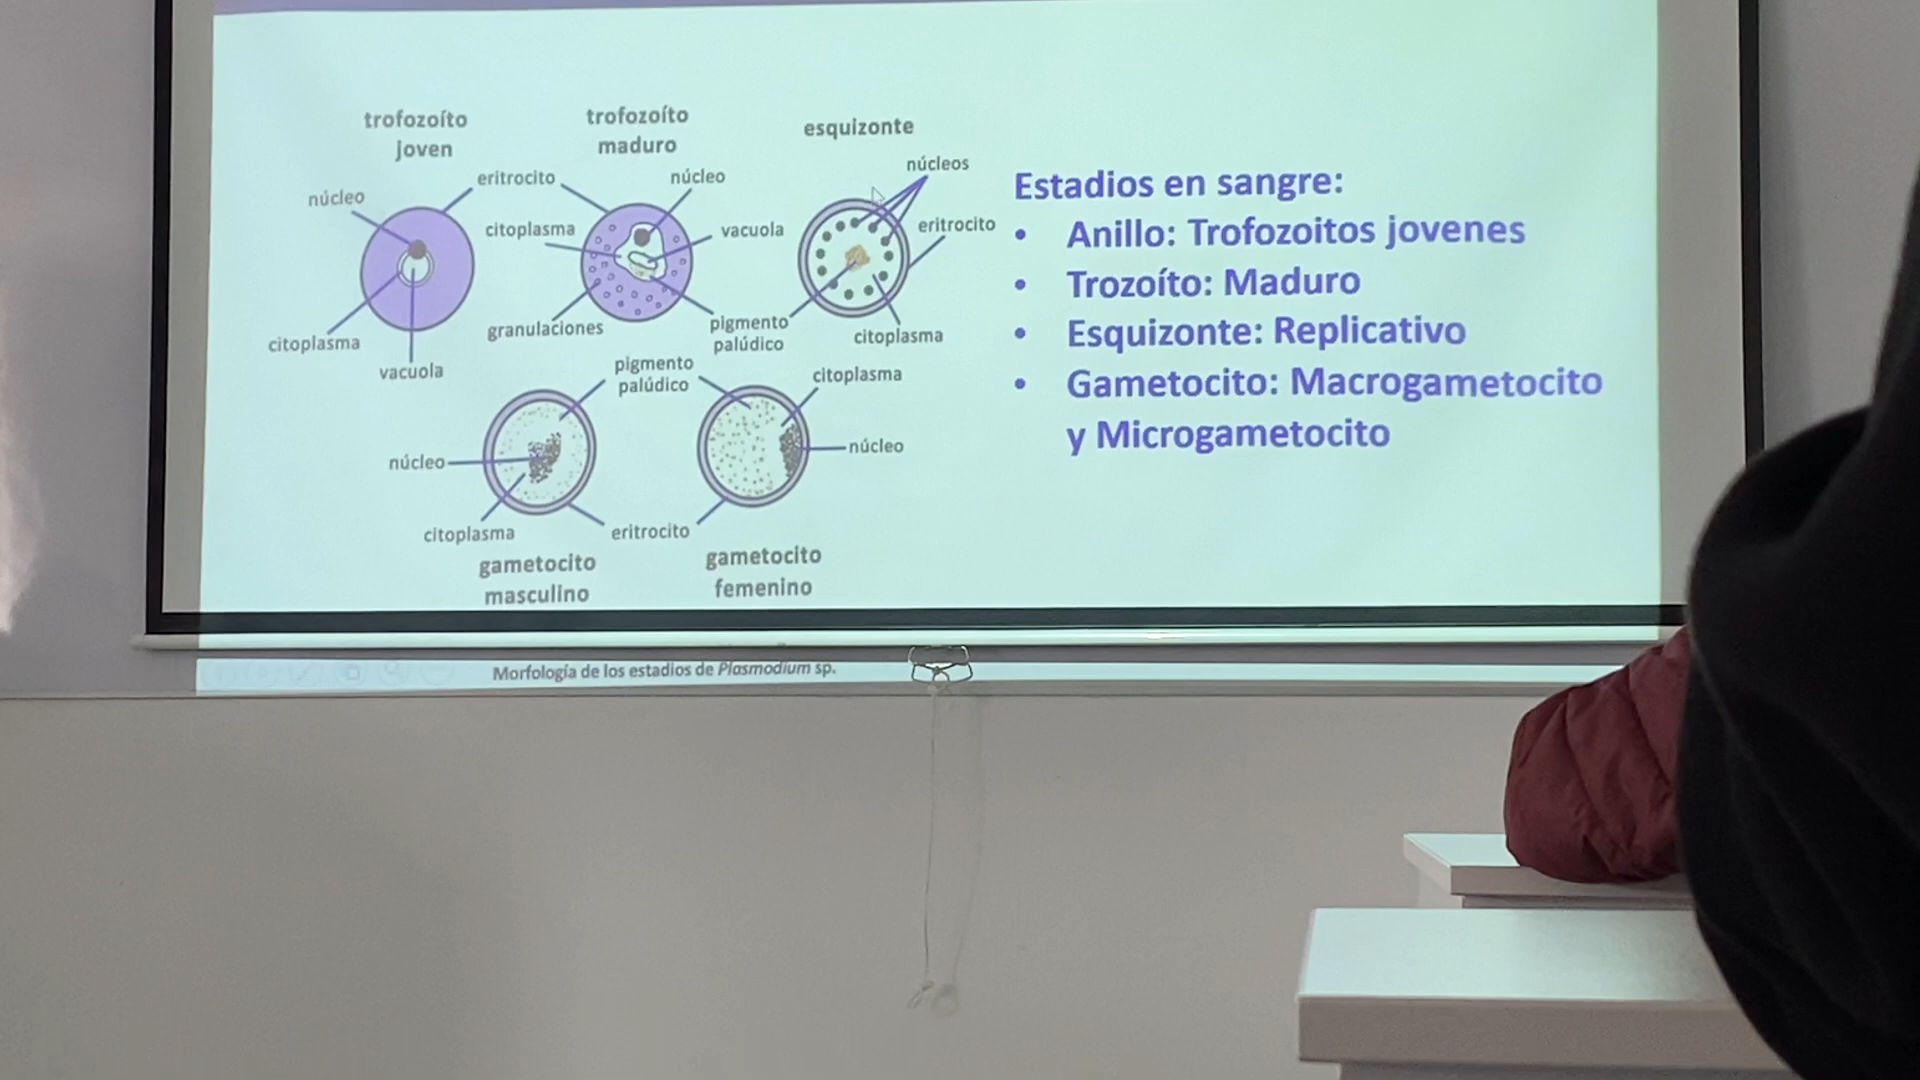 trofozoíto
joven
trofozoíto
maduro
esquizonte
núcleo
eritrocito
núcleo
núcleos
citoplasma
vacuola
eritrocito
citoplasma
vacuola
granulaciones
pigmento
palúdico
citoplasma
pigmento
palúdico
citoplasma
núcleo
núcleo
citoplasma
eritrocito
gametocito
masculino
gametocito
femenino
Estadios en sangre:
• Anillo: Trofozoitos jovenes
• Trozoíto: Maduro
• Esquizonte: Replicativo
• Gametocito: Macrogametocito
y Microgametocito
Morfología de los estadios de Plasmodium sp.